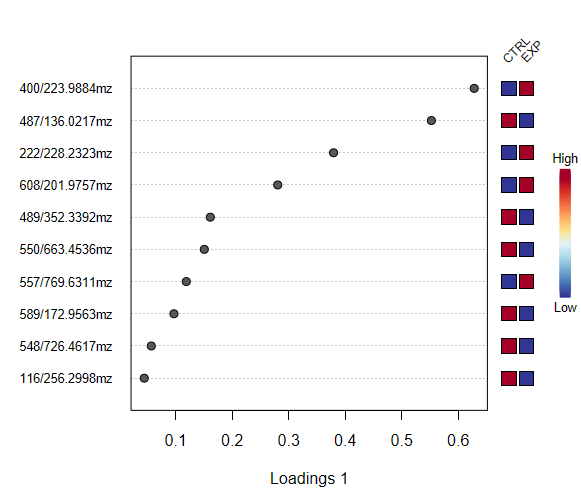 CTRL
EXP
400/223.9884mz
487/136.0217mz
222/228.2323mz
608/201.9757mz
489/352.3392mz
550/663.4536mz
557/769.6311mz
589/172.9563mz
548/726.4617mz
116/256.2998mz
High
Low
0.1 0.2 0.3 0.4 0.5 0.6
Loadings 1